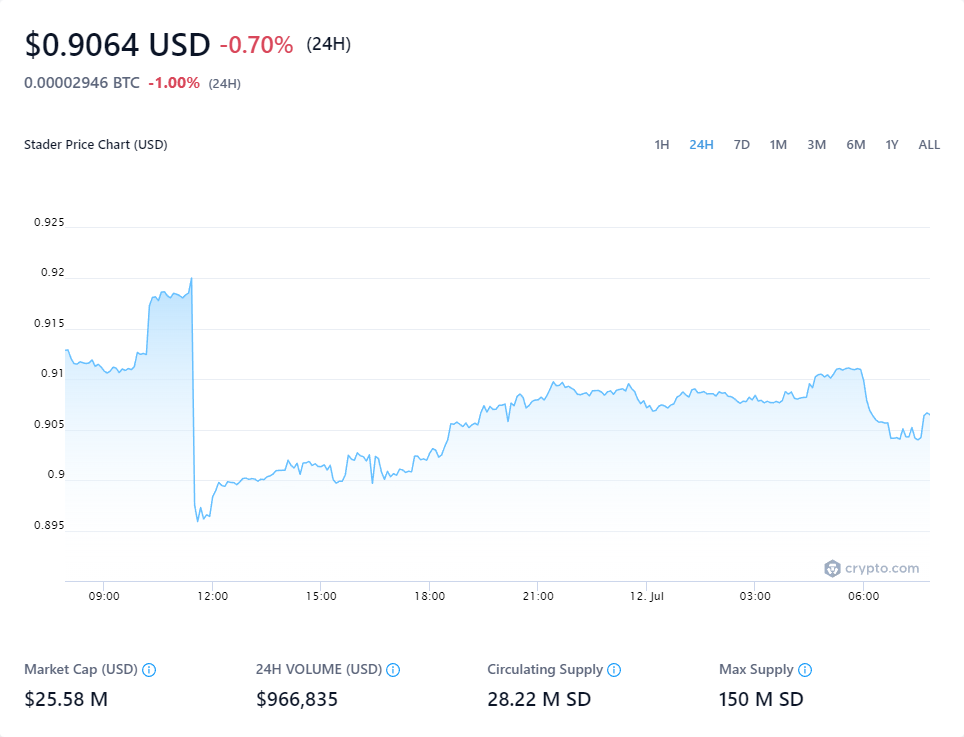 $0.9064 USD -0.70% (24H)
0.00002946 BTC -1.00% (24H)
Stader Price Chart (USD) 1H 24H 7D 1M 3M 6M 1Y ALL
0.925
0.92
0.915
0.91
0.905
0.9
0.895
crypto.com
09:00 12:00 15:00 18:00 21:00 12. Jul 03:00 06:00
Market Cap (USD) 24H VOLUME (USD) Circulating Supply Max Supply
$25.58 M $966,835 28.22 M SD 150 M SD